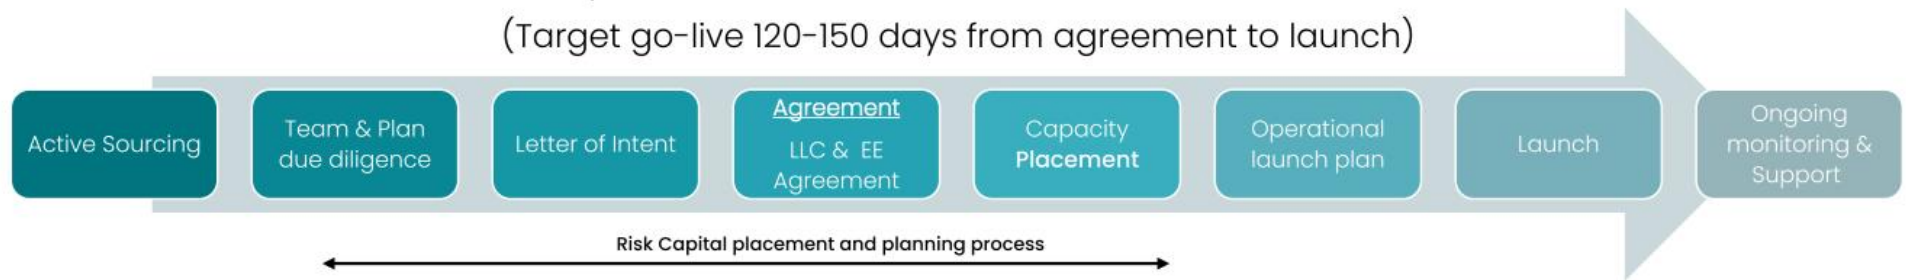 (Target go-live 120-150 days from agreement to launch)
Active Sourcing
Team & Plan
due diligence
Letter of Intent
Agreement
LLC & EE
Agreement
Capacity
Placement
Operational
launch plan
Launch
Ongoing
monitoring &
Support
Risk Capital placement and planning process